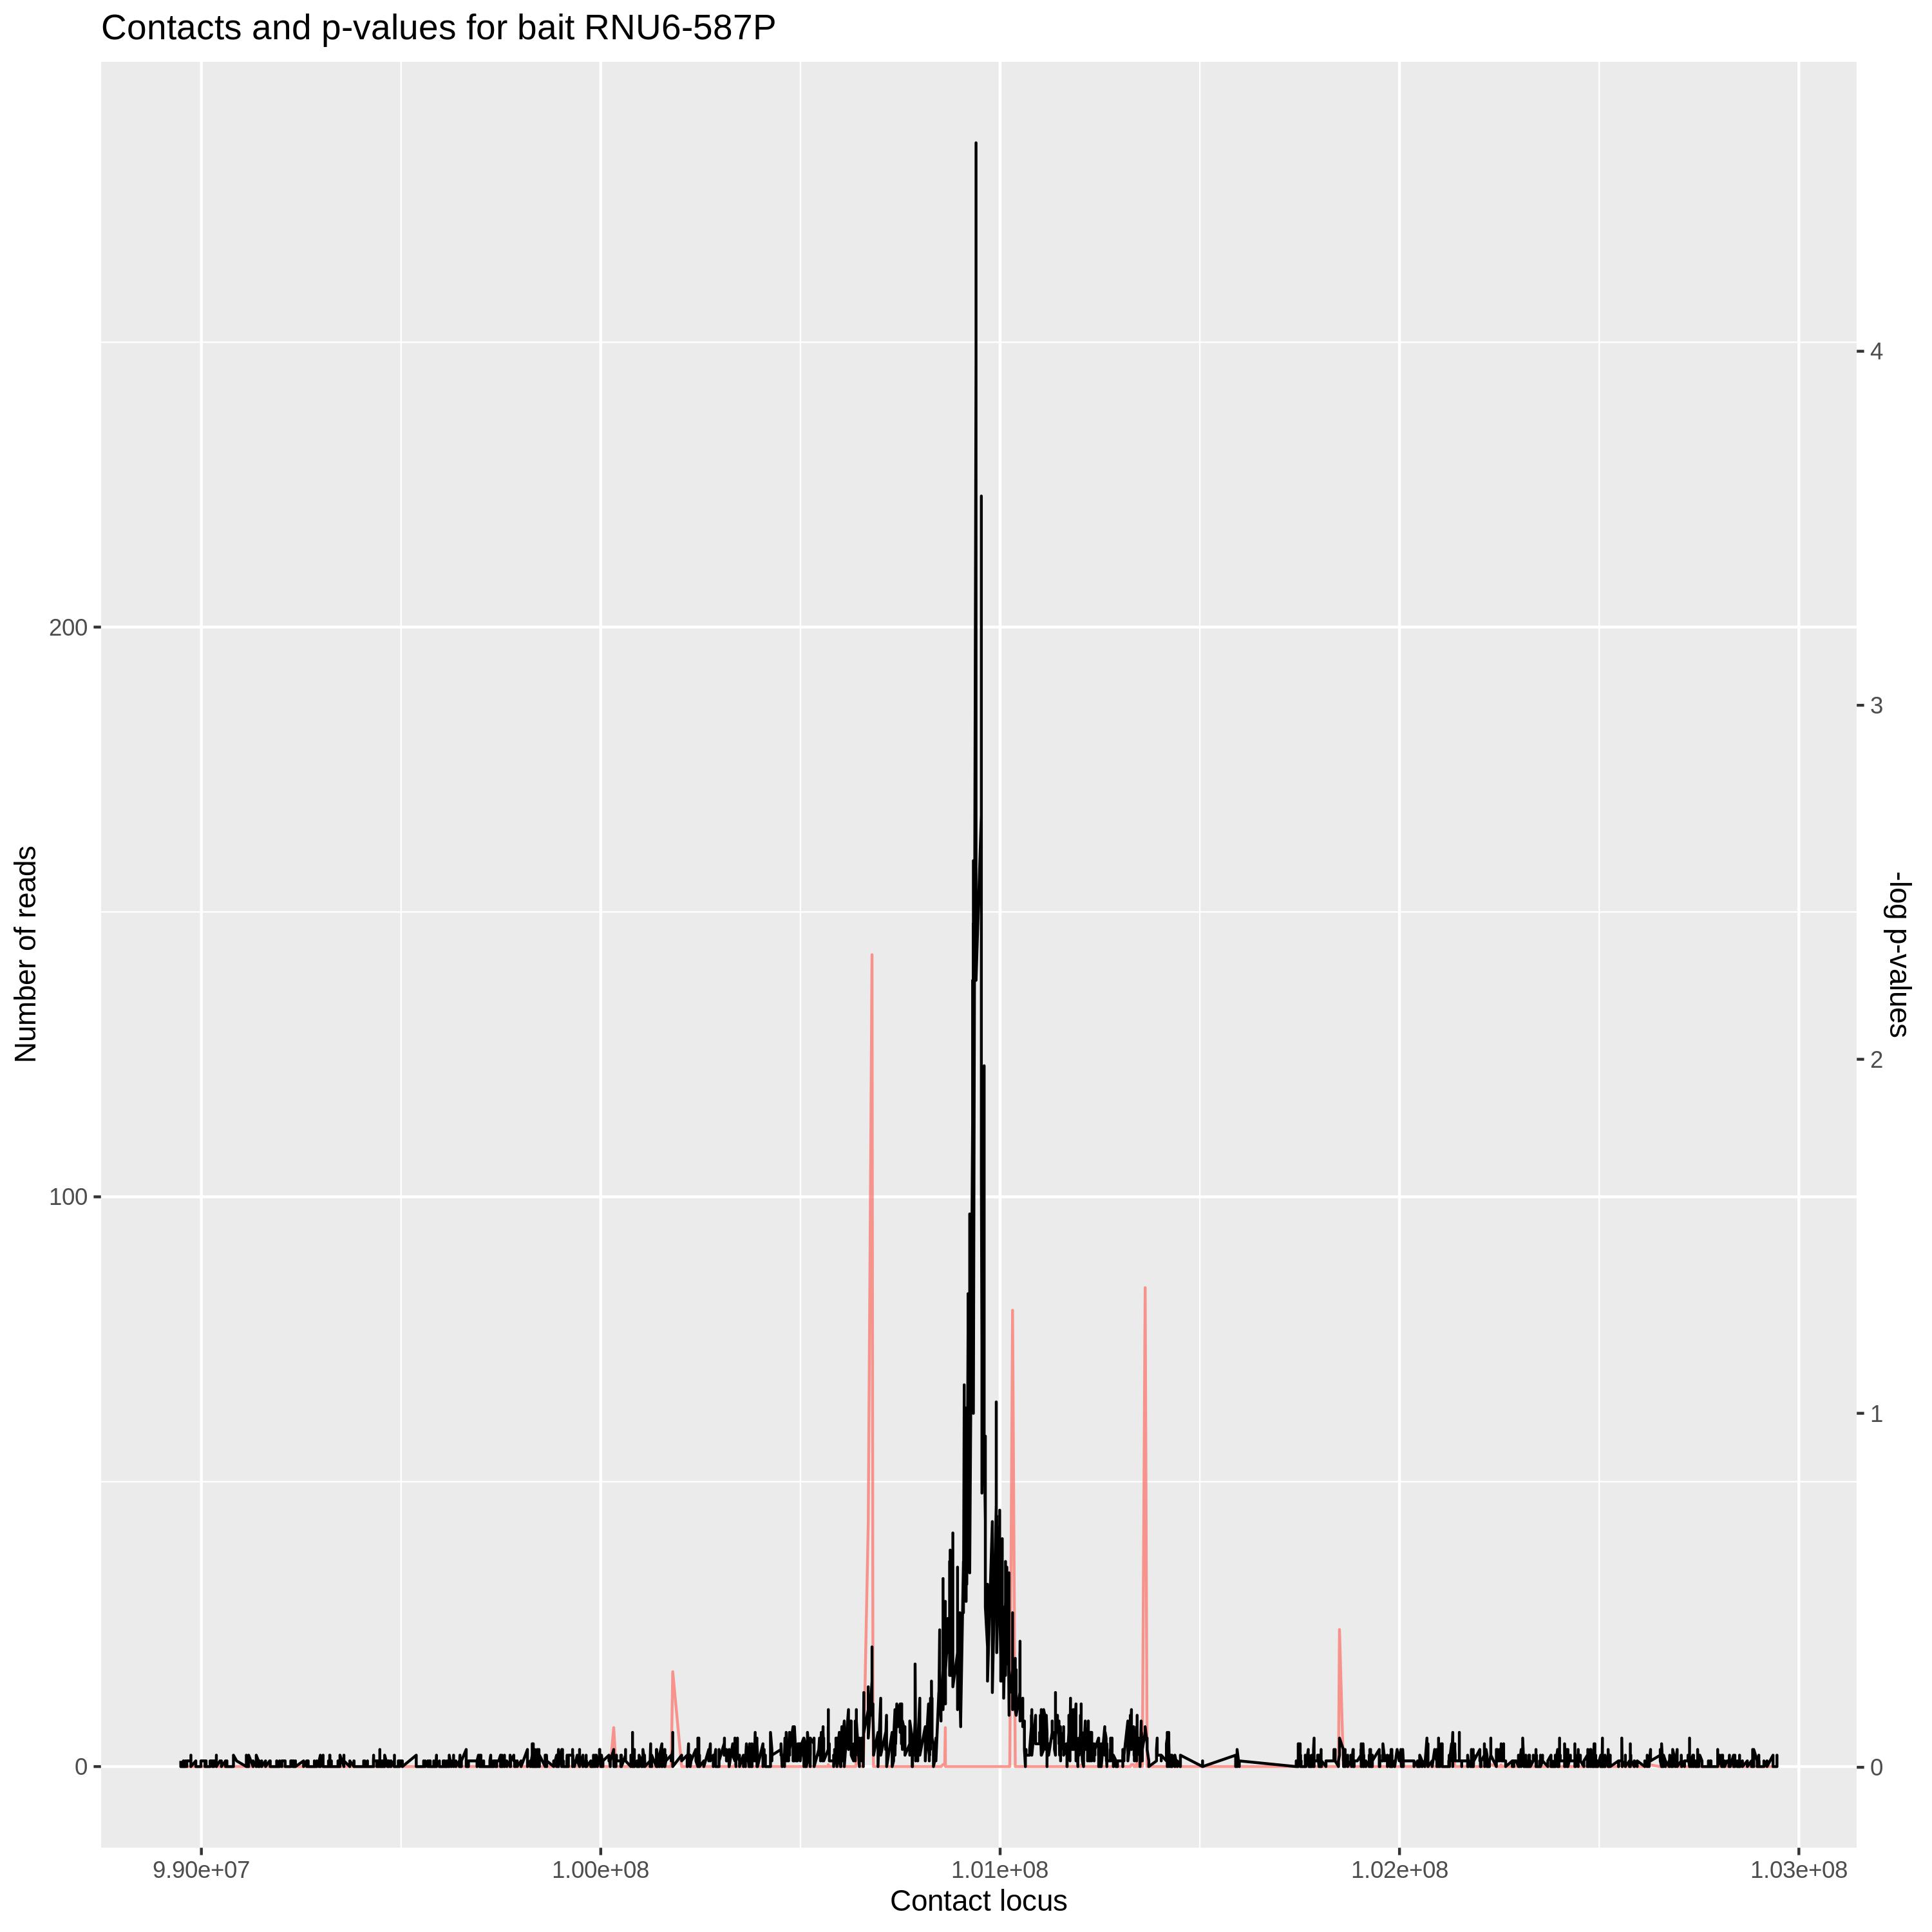 Contacts and p-values for bait RNU6-587P
Number of reads
200
100
0
4
3
2
1
0
-log p-values
9.90e+07
1.00e+08
1.01e+08
1.02e+08
1.03e+08
Contact locus